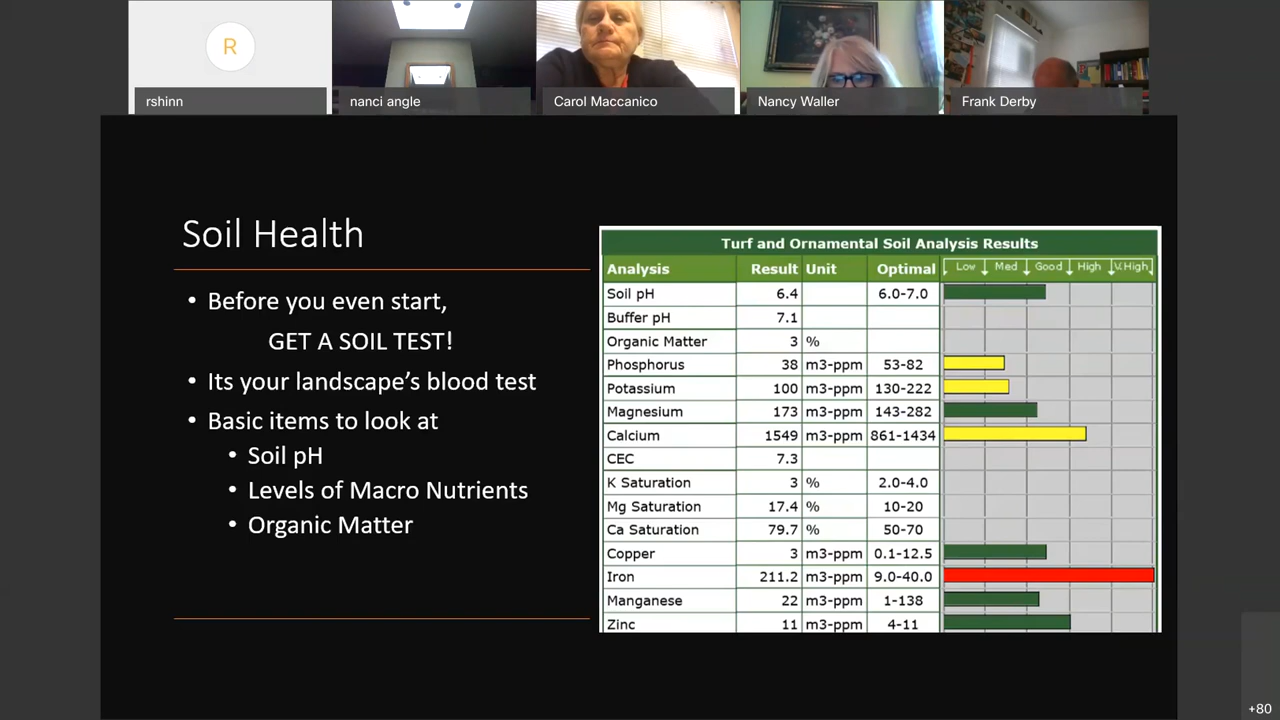 R
rshinn
nanci angle
Carol Maccanico
Nancy Waller
Frank Derby
Soil Health
• Before you even start,
GET A SOIL TEST!
• Its your landscape's blood test
• Basic items to look at
• Soil pH
• Levels of Macro Nutrients
• Organic Matter
Turf and Ornamental Soil Analysis Results
Analysis Result Unit Optimal Low Med Good High V.High
Soil pH 6.4 6.0-7.0
Buffer pH 7.1
Organic Matter 3 %
Phosphorus 38 m3-ppm 53-82
Potassium 100 m3-ppm 130-222
Magnesium 173 m3-ppm 143-282
Calcium 1549 m3-ppm 861-1434
CEC 7.3
K Saturation 3 % 2.0-4.0
Mg Saturation 17.4 % 10-20
Ca Saturation 79.7 % 50-70
Copper 3 m3-ppm 0.1-12.5
Iron 211.2 m3-ppm 9.0-40.0
Manganese 22 m3-ppm 1-138
Zinc 11 m3-ppm 4-11
+80